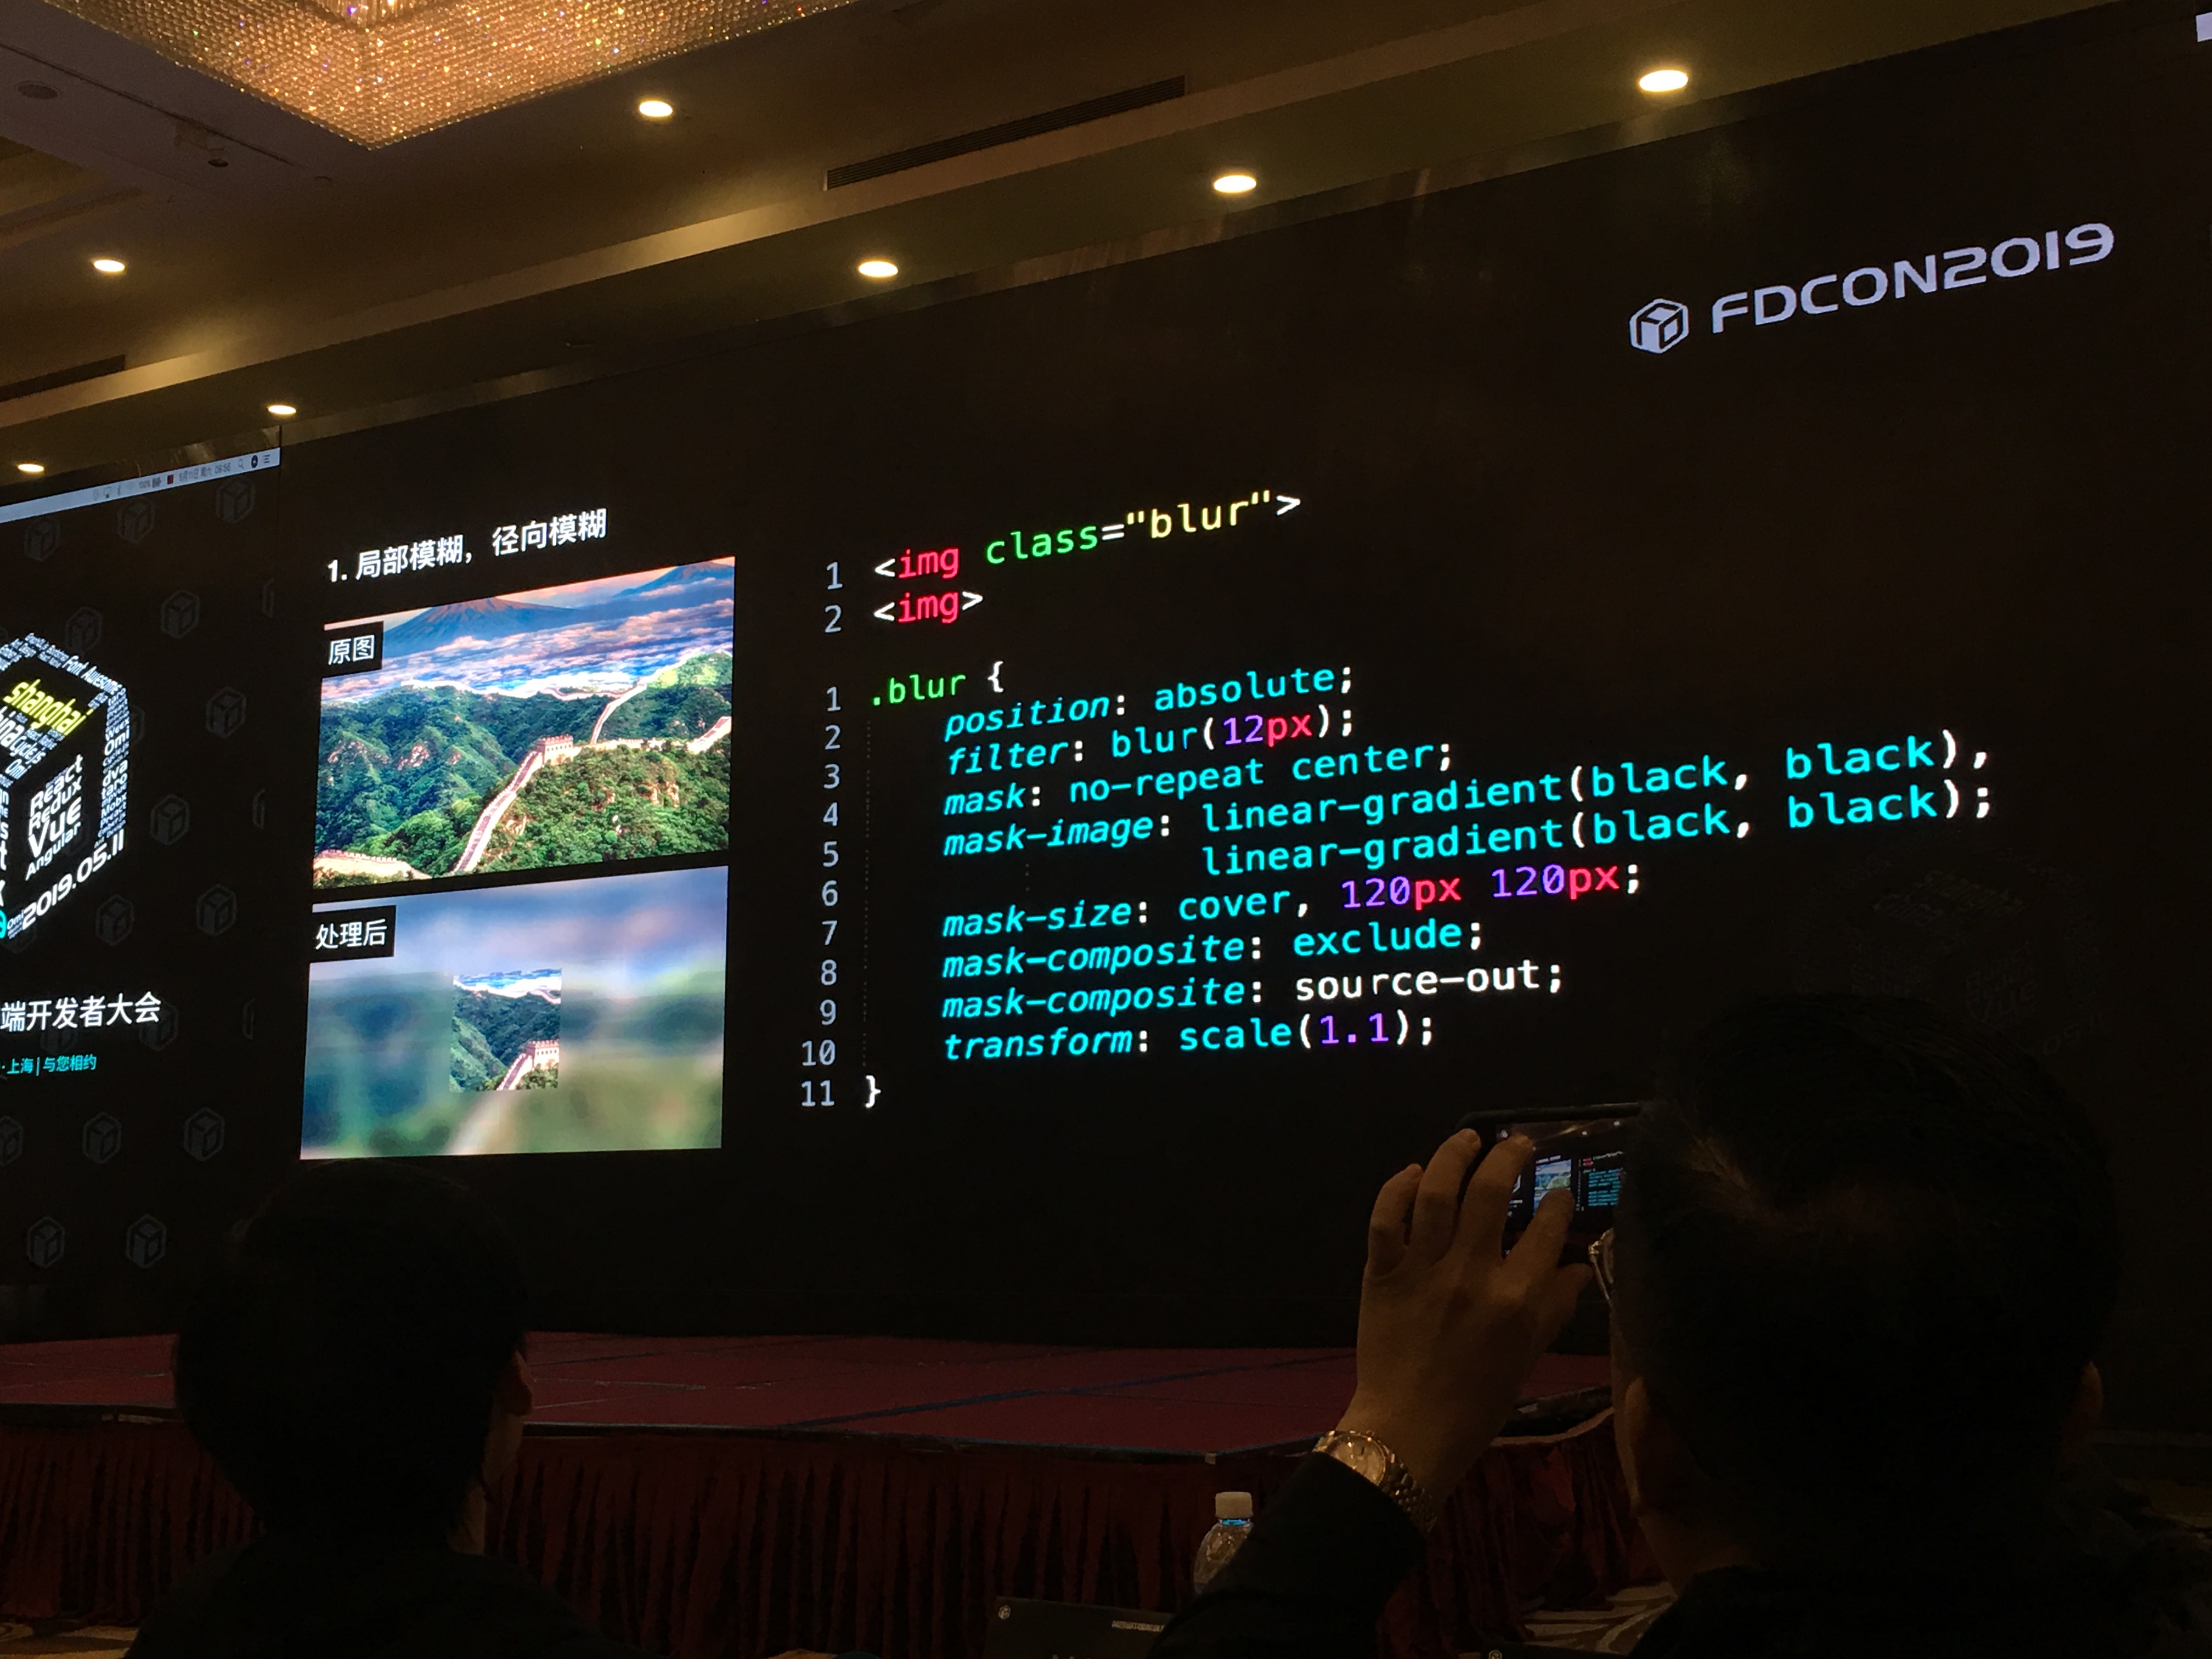 FDCON2019
1. 局部模糊，径向模糊
原图
处理后
1 <img class="blur">
2 <img>
1 .blur {
2 position: absolute;
3 filter: blur(12px);
4 mask: no-repeat center;
5 mask-image: linear-gradient(black, black),
6 linear-gradient(black, black);
7 mask-size: cover, 120px 120px;
8 mask-composite: exclude;
9 mask-composite: source-out;
10 transform: scale(1.1);
11 }
Shanghai
React
Redux
Vue
Angular
2019.05.11
端开发者大会
上海 | 与您相约